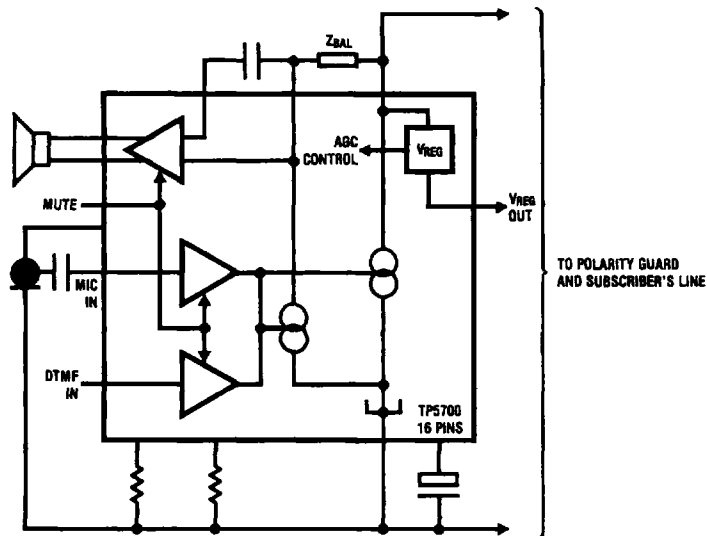 ZBAL
AGC
CONTROL
VREG
MUTE
VREG
OUT
MIC
IN
TO POLARITY GUARD
AND SUBSCRIBER'S LINE
DTMF
IN
TP5700
16 PINS